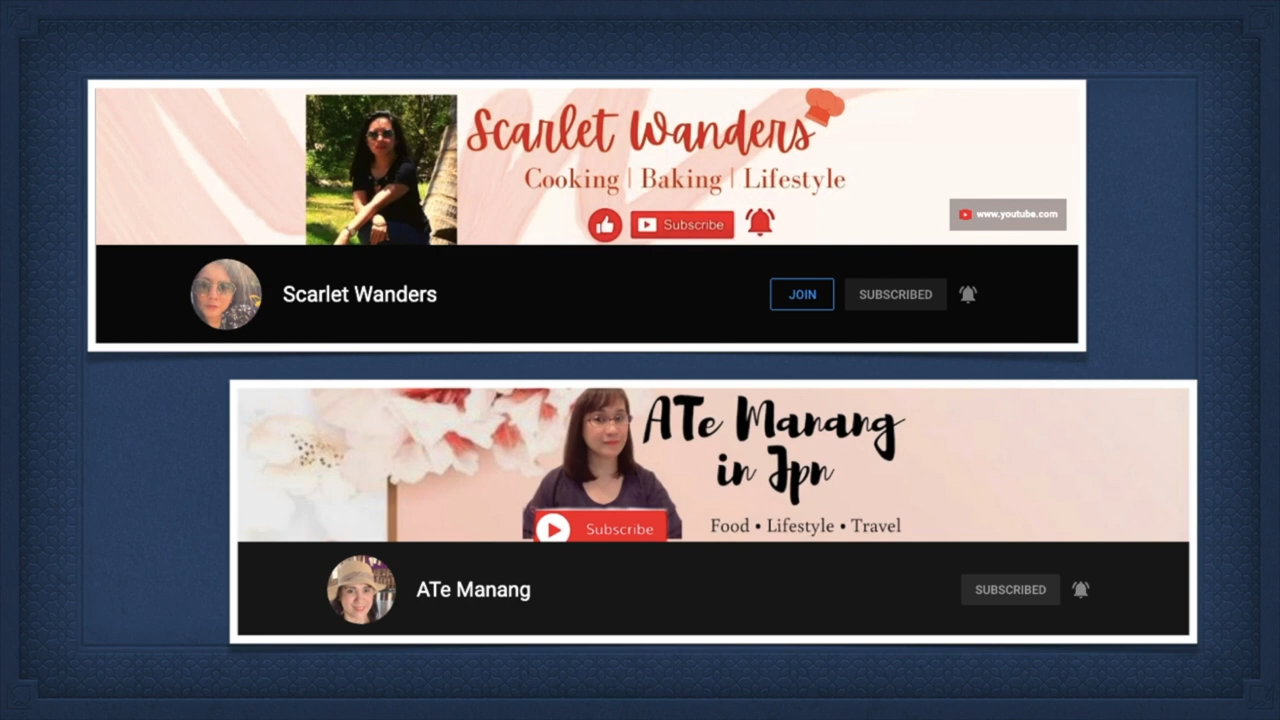 Scarlet Wanders
Cooking | Baking | Lifestyle
Subscribe
www.youtube.com
Scarlet Wanders
JOIN
SUBSCRIBED
ATe Manang
in Jpn
Subscribe
Food • Lifestyle • Travel
ATe Manang
SUBSCRIBED